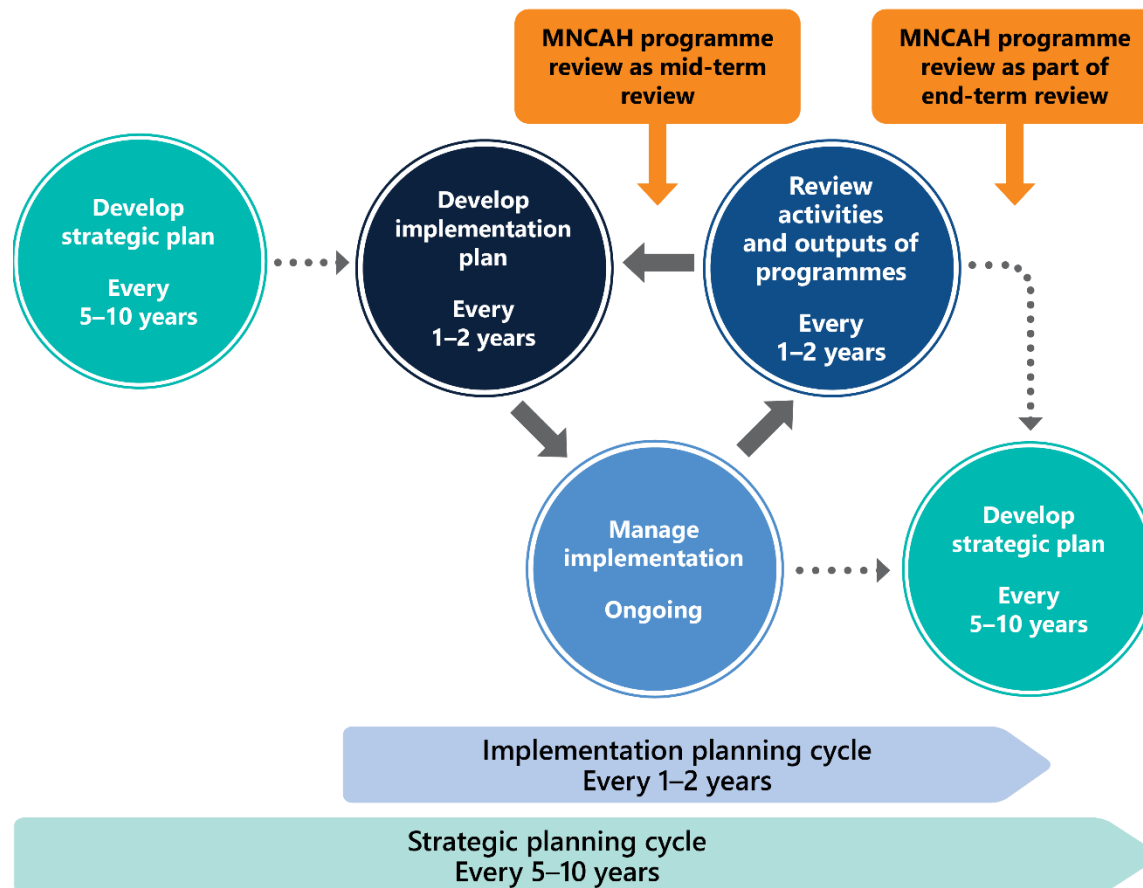 MNCAH programme
review as mid-term
review
MNCAH programme
review as part of
end-term review
Develop
strategic plan
Every
5–10 years
Develop
implementation
plan
Every
1–2 years
Review
activities
and outputs of
programmes
Every
1–2 years
Manage
implementation
Ongoing
Develop
strategic plan
Every
5–10 years
Implementation planning cycle
Every 1–2 years
Strategic planning cycle
Every 5–10 years